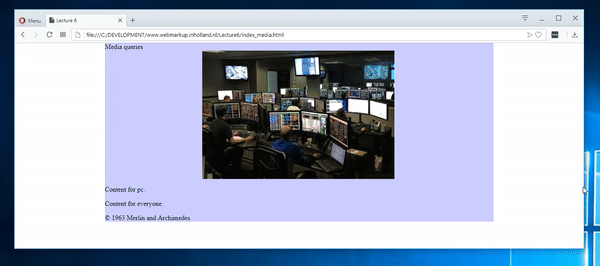 Menu
Lecture 6
file:///C:/DEVELOPMENT/www.webmarkup.inholland.nl/Lecture6/index_media.html
Media queries
Content for pc.
Content for everyone.
© 1963 Merlin and Archimedes